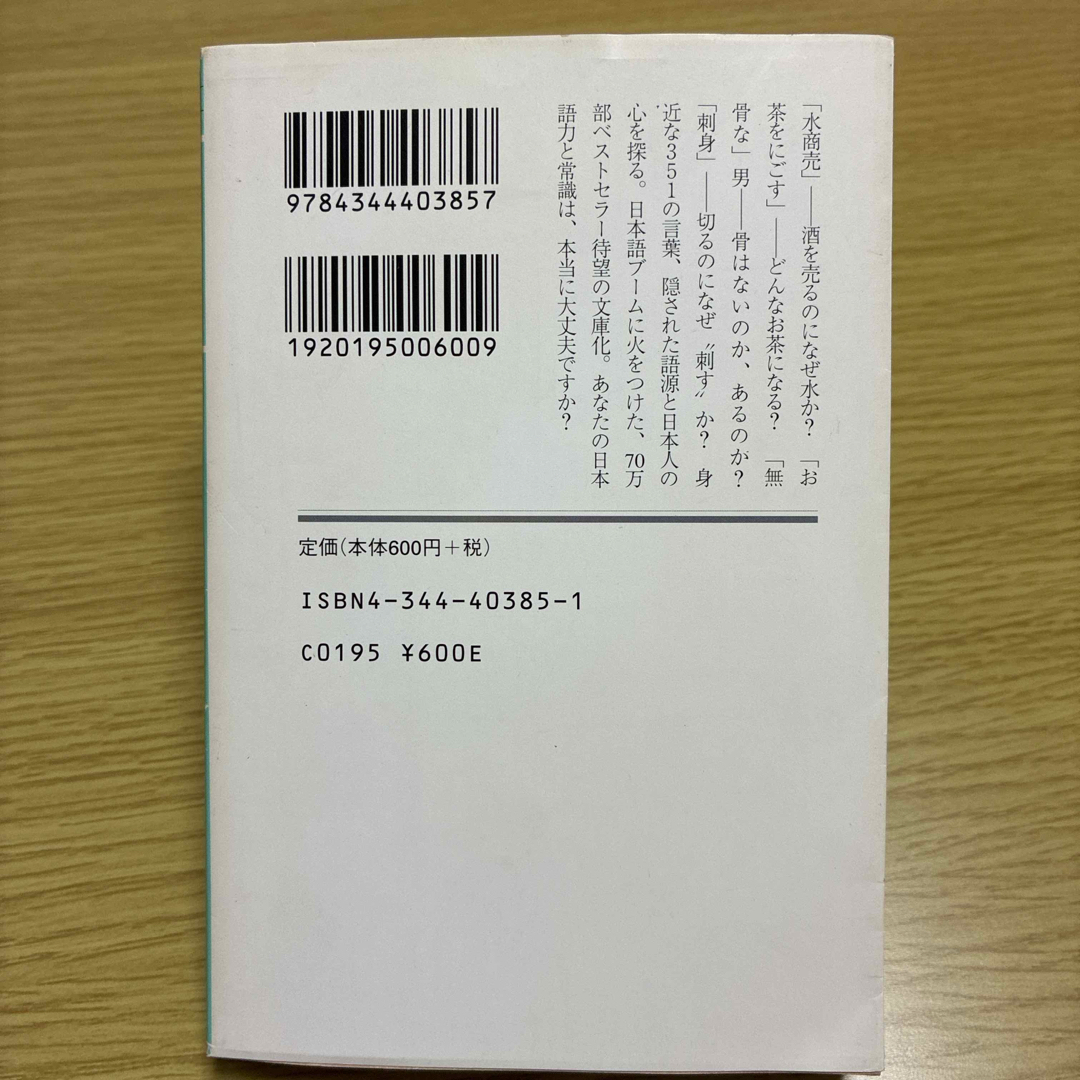 9784344403857
1920195006009
「水商売」──酒を売るのになぜ水か？ 「お
茶をにごす」──どんなお茶になる？ 「無
骨な」男──骨はないのか、あるのか？
「刺身」──切るのになぜ〝刺す〟か？ 身
近な351の言葉、隠された語源と日本人の
心を探る。日本語ブームに火をつけた、70万
部ベストセラー待望の文庫化。あなたの日本
語力と常識は、本当に大丈夫ですか？
定価(本体600円＋税)
ISBN4-344-40385-1
C0195 ¥600E